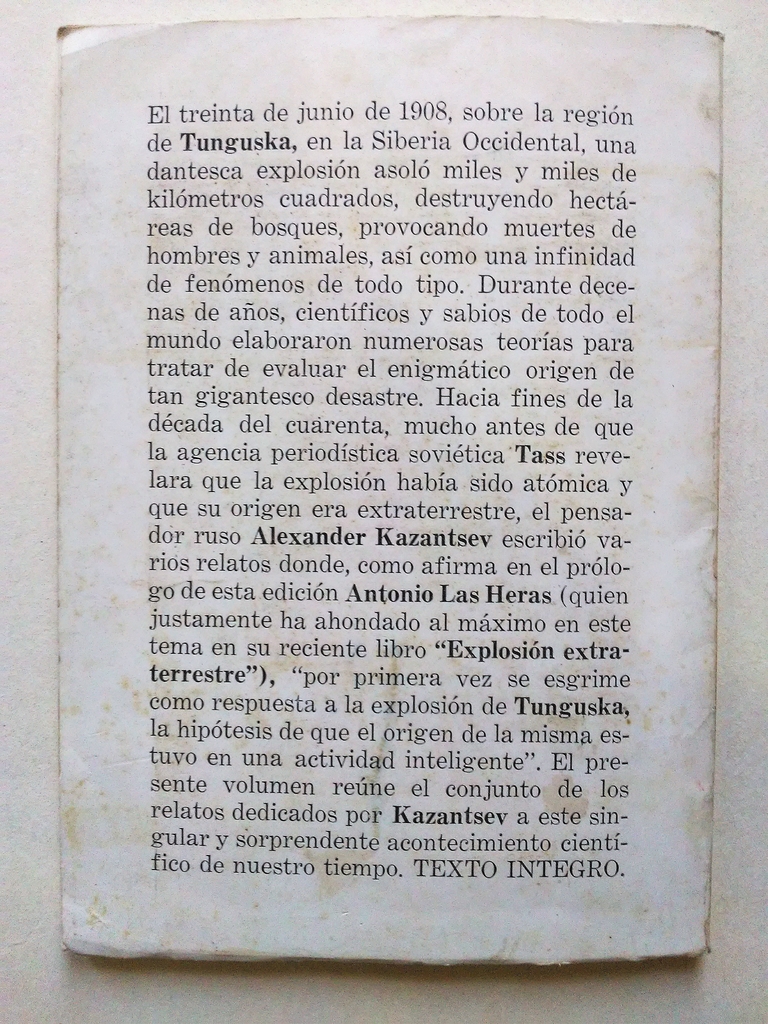 El treinta de junio de 1908, sobre la región
de Tunguska, en la Siberia Occidental, una
dantesca explosión asoló miles y miles de
kilómetros cuadrados, destruyendo hectá-
reas de bosques, provocando muertes de
hombres y animales, así como una infinidad
de fenómenos de todo tipo. Durante dece-
nas de años, científicos y sabios de todo el
mundo elaboraron numerosas teorías para
tratar de evaluar el enigmático origen de
tan gigantesco desastre. Hacia fines de la
década del cuarenta, mucho antes de que
la agencia periodística soviética Tass reve-
lara que la explosión había sido atómica y
que su origen era extraterrestre, el pensa-
dor ruso Alexander Kazantsev escribió va-
rios relatos donde, como afirma en el prólo-
go de esta edición Antonio Las Heras (quien
justamente ha ahondado al máximo en este
tema en su reciente libro “Explosión extra-
terrestre”), “por primera vez se esgrime
como respuesta a la explosión de Tunguska,
la hipótesis de que el origen de la misma es-
tuvo en una actividad inteligente”. El pre-
sente volumen reúne el conjunto de los
relatos dedicados por Kazantsev a este sin-
gular y sorprendente acontecimiento cientí-
fico de nuestro tiempo. TEXTO INTEGRO.